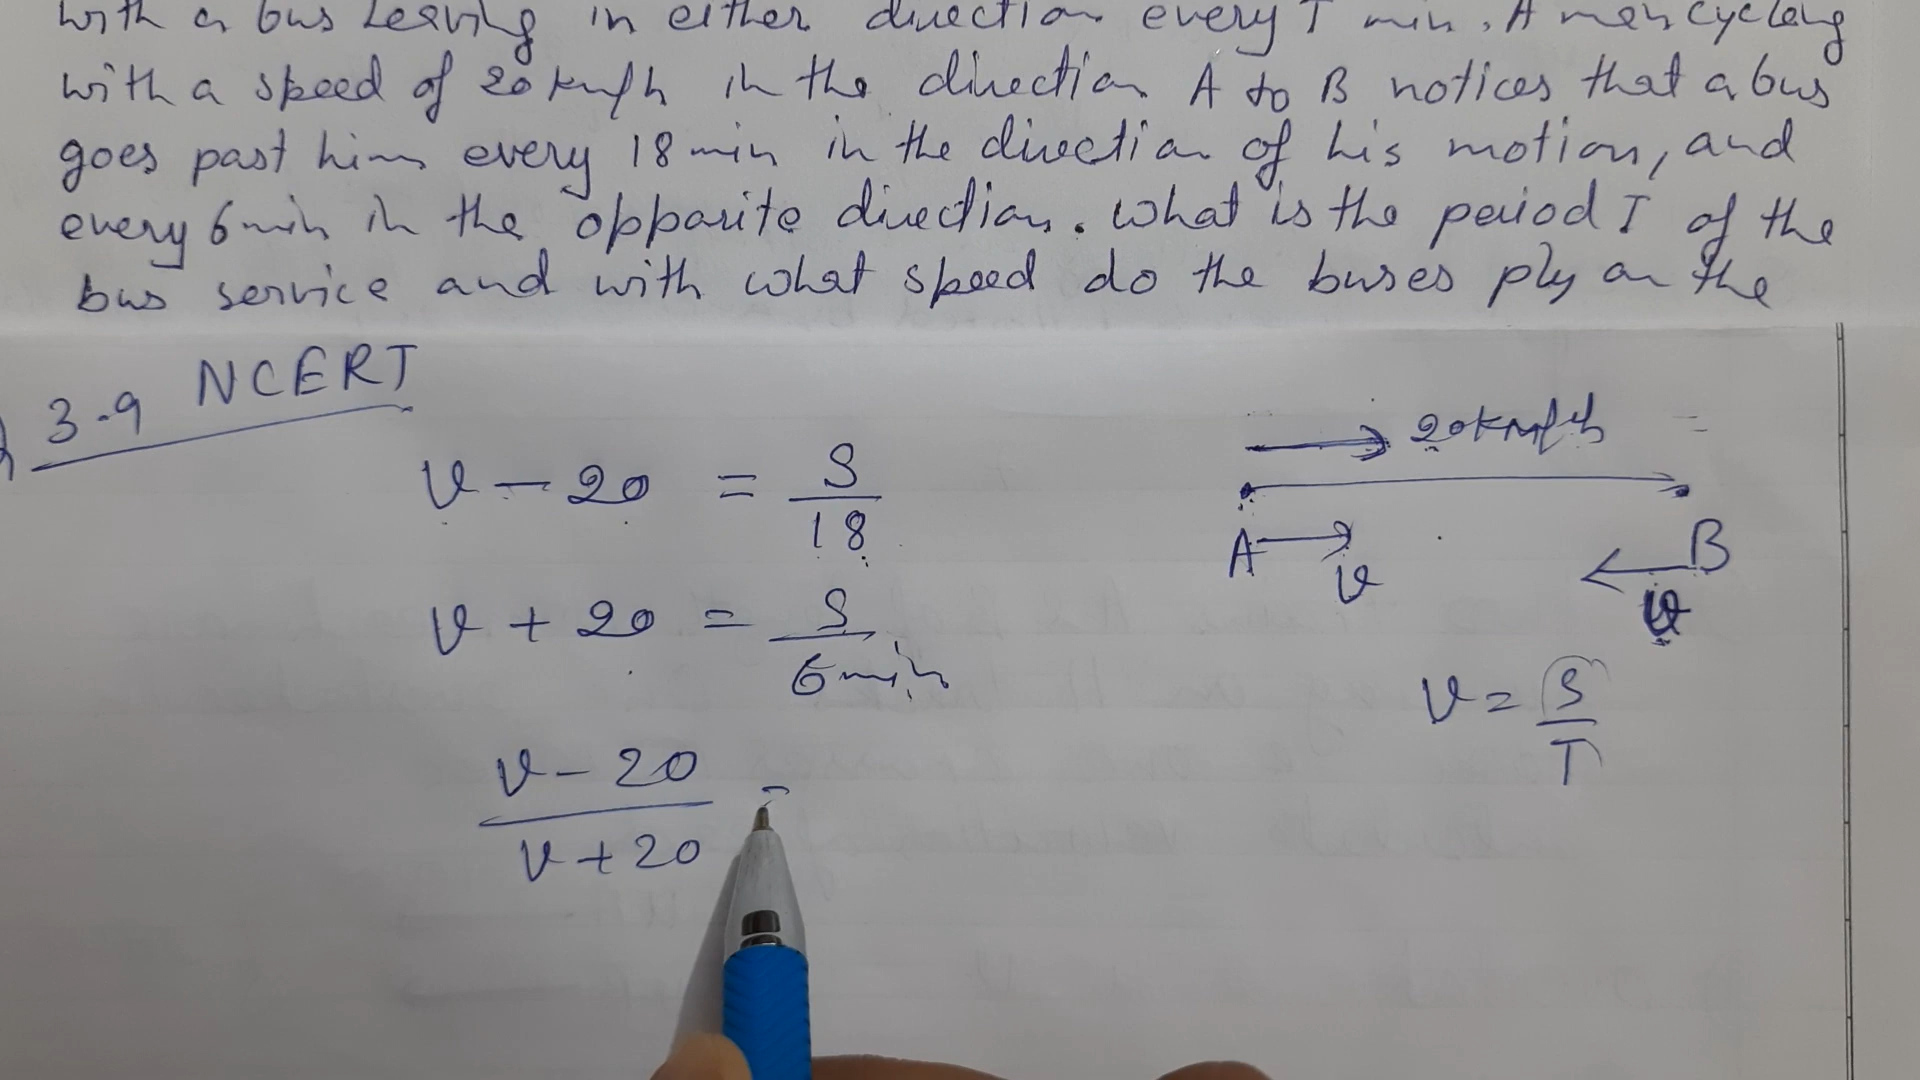 with a bus leaving in either direction every T min. A man cycling
with a speed of 20 km/h in the direction A to B notices that a bus
goes past him every 18 min in the direction of his motion, and
every 6 min in the opposite direction. What is the period T of the
bus service and with what speed do the buses ply on the
3.9 NCERT
20 km/h
v - 20 = S/18
A v B v
v + 20 = S/6 min
v = S/T
v - 20 / v + 20 =